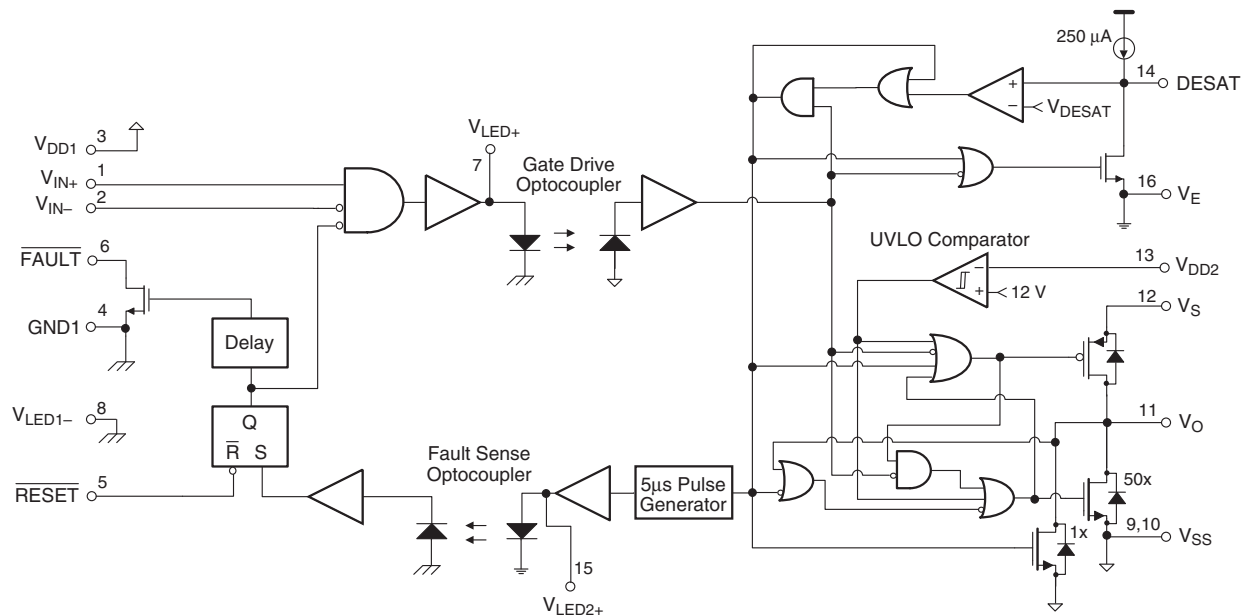 250 μA
14
DESAT
+
−
V_DESAT
V_DD1
3
V_LED+
7
Gate Drive
Optocoupler
V_IN+
1
V_IN−
2
16
V_E
FAULT
6
UVLO Comparator
−
13
V_DD2
+
12 V
12
V_S
GND1
4
Delay
V_LED1−
8
Q
R S
11
V_O
RESET
5
Fault Sense
Optocoupler
5μs Pulse
Generator
50x
1x
9,10
V_SS
15
V_LED2+